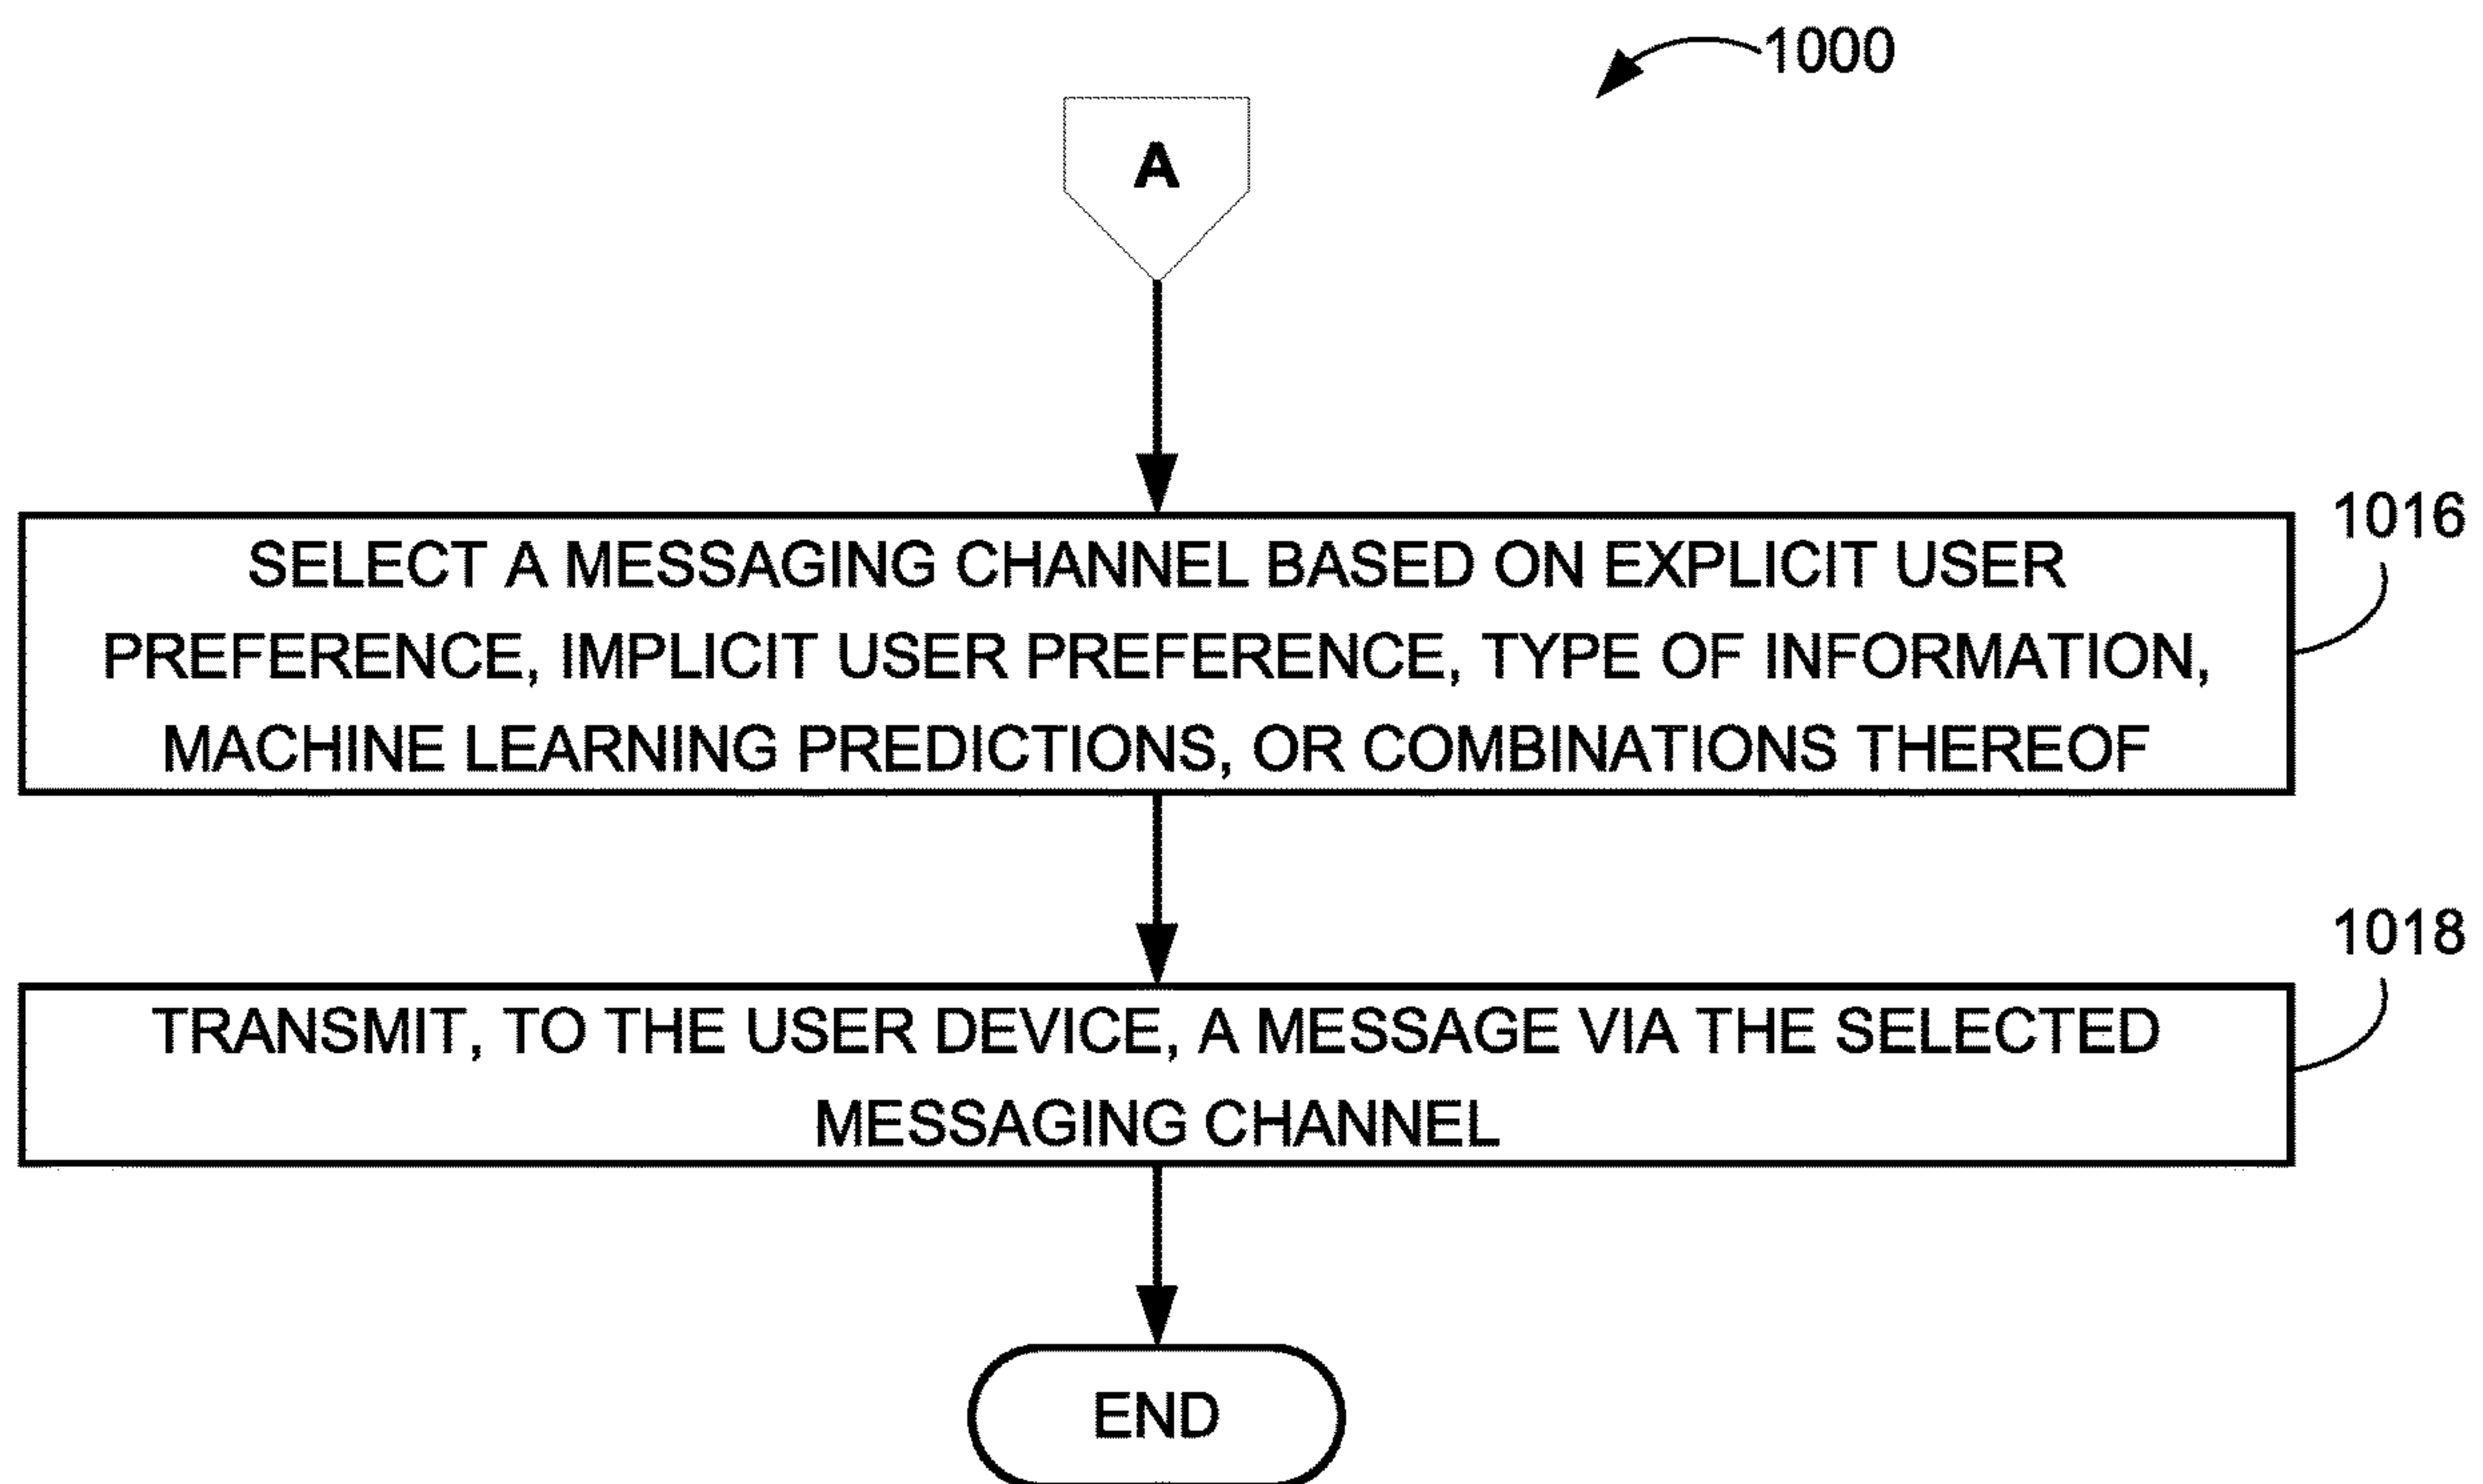 1000
A
1016
SELECT A MESSAGING CHANNEL BASED ON EXPLICIT USER
PREFERENCE, IMPLICIT USER PREFERENCE, TYPE OF INFORMATION,
MACHINE LEARNING PREDICTIONS, OR COMBINATIONS THEREOF
1018
TRANSMIT, TO THE USER DEVICE, A MESSAGE VIA THE SELECTED
MESSAGING CHANNEL
END